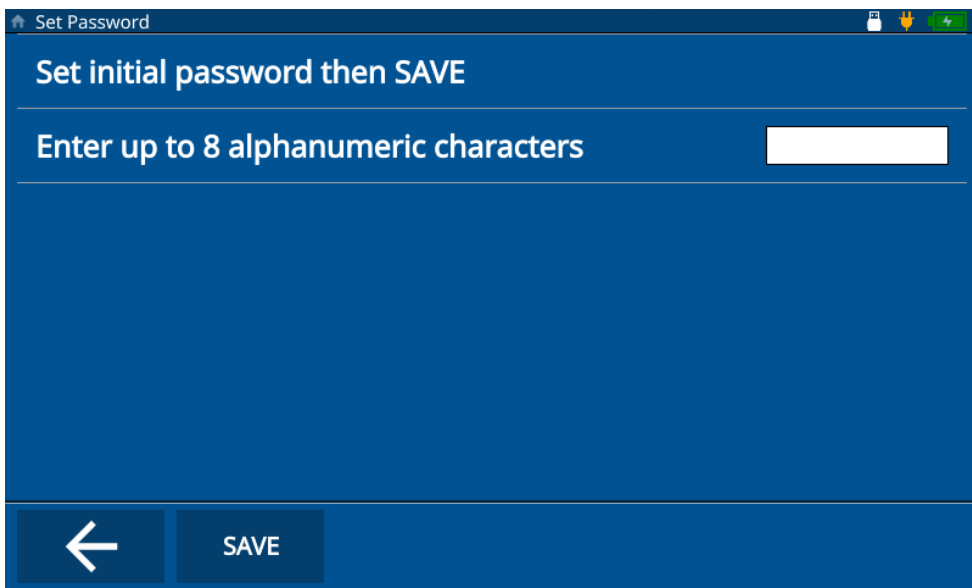 Set Password
Set initial password then SAVE
Enter up to 8 alphanumeric characters
SAVE